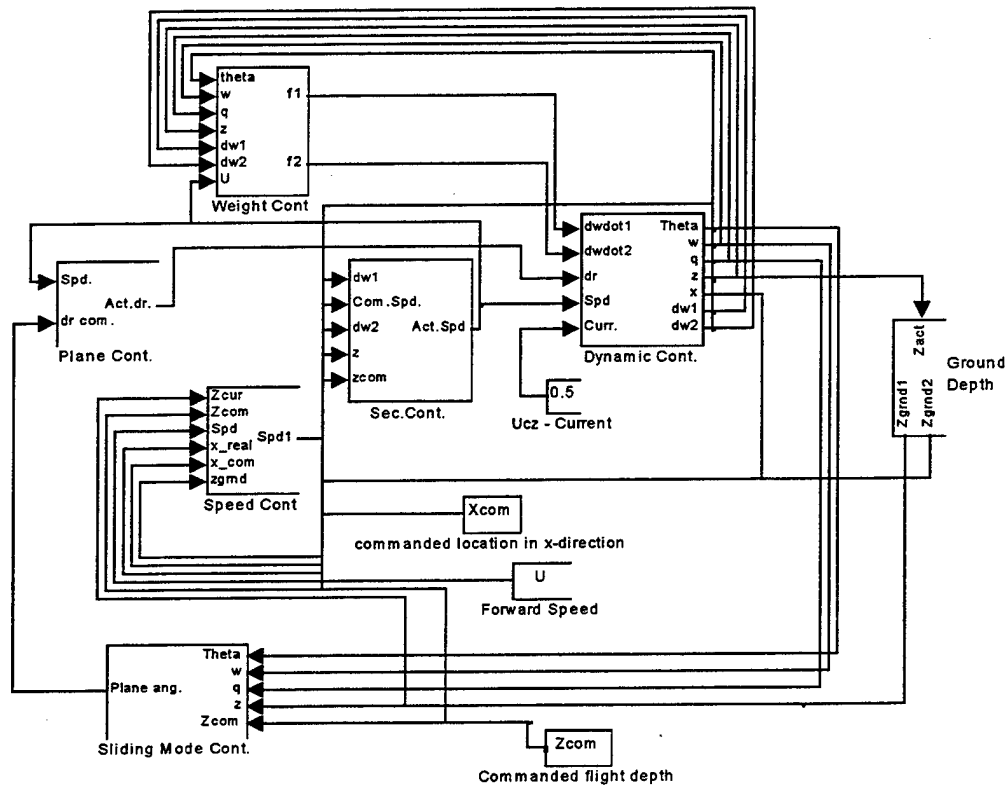 theta
w
q
z
dw1
dw2
U
f1
f2
Weight Cont
Spd.
dr com.
Act.dr.
Plane Cont.
dw1
Com.Spd.
dw2
z
zcom
Act.Spd
Sec.Cont.
dwdot1
dwdot2
dr
Spd
Curr.
Theta
w
q
z
x
dw1
dw2
Dynamic Cont.
0.5
Ucz - Current
Zact
Zgrnd1
Zgrnd2
Ground
Depth
Zcur
Zcom
Spd
x_real
x_com
zgrnd
Spd1
Speed Cont
Xcom
commanded location in x-direction
U
Forward Speed
Plane ang.
Theta
w
q
z
Zcom
Sliding Mode Cont.
Zcom
Commanded flight depth